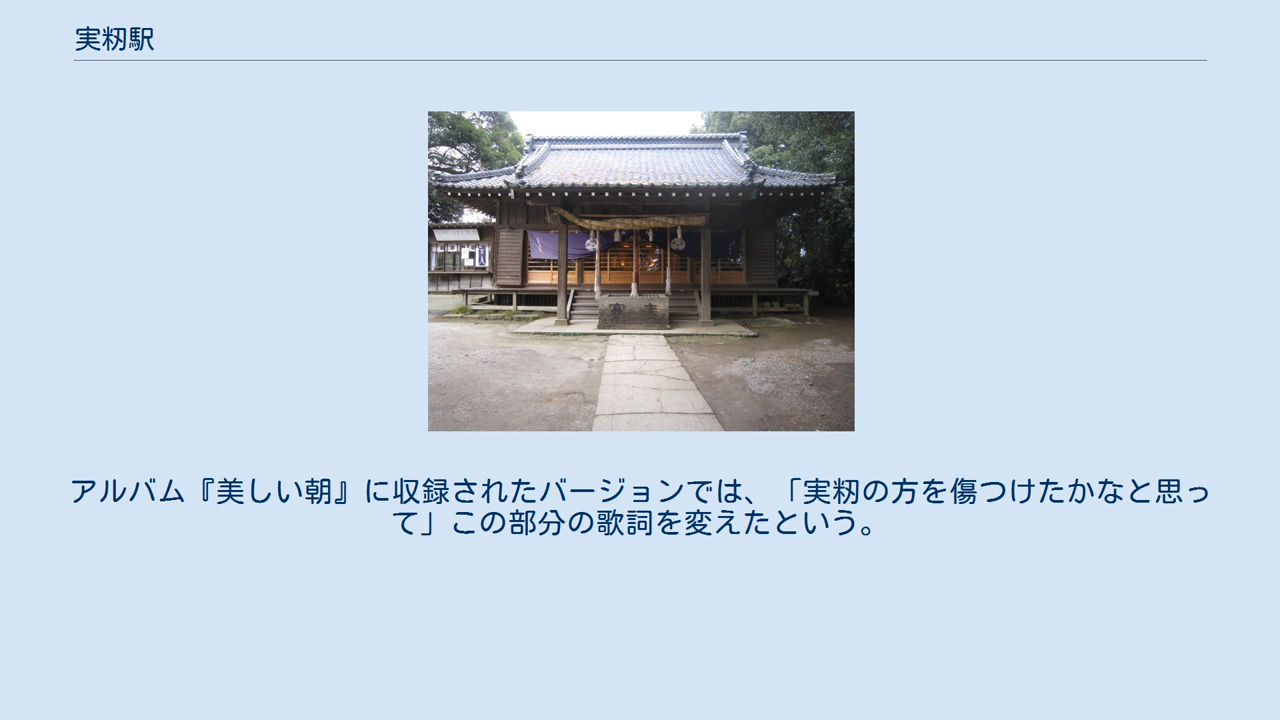 実籾駅
アルバム『美しい朝』に収録されたバージョンでは、「実籾の方を傷つけたかなと思っ
て」この部分の歌詞を変えたという。